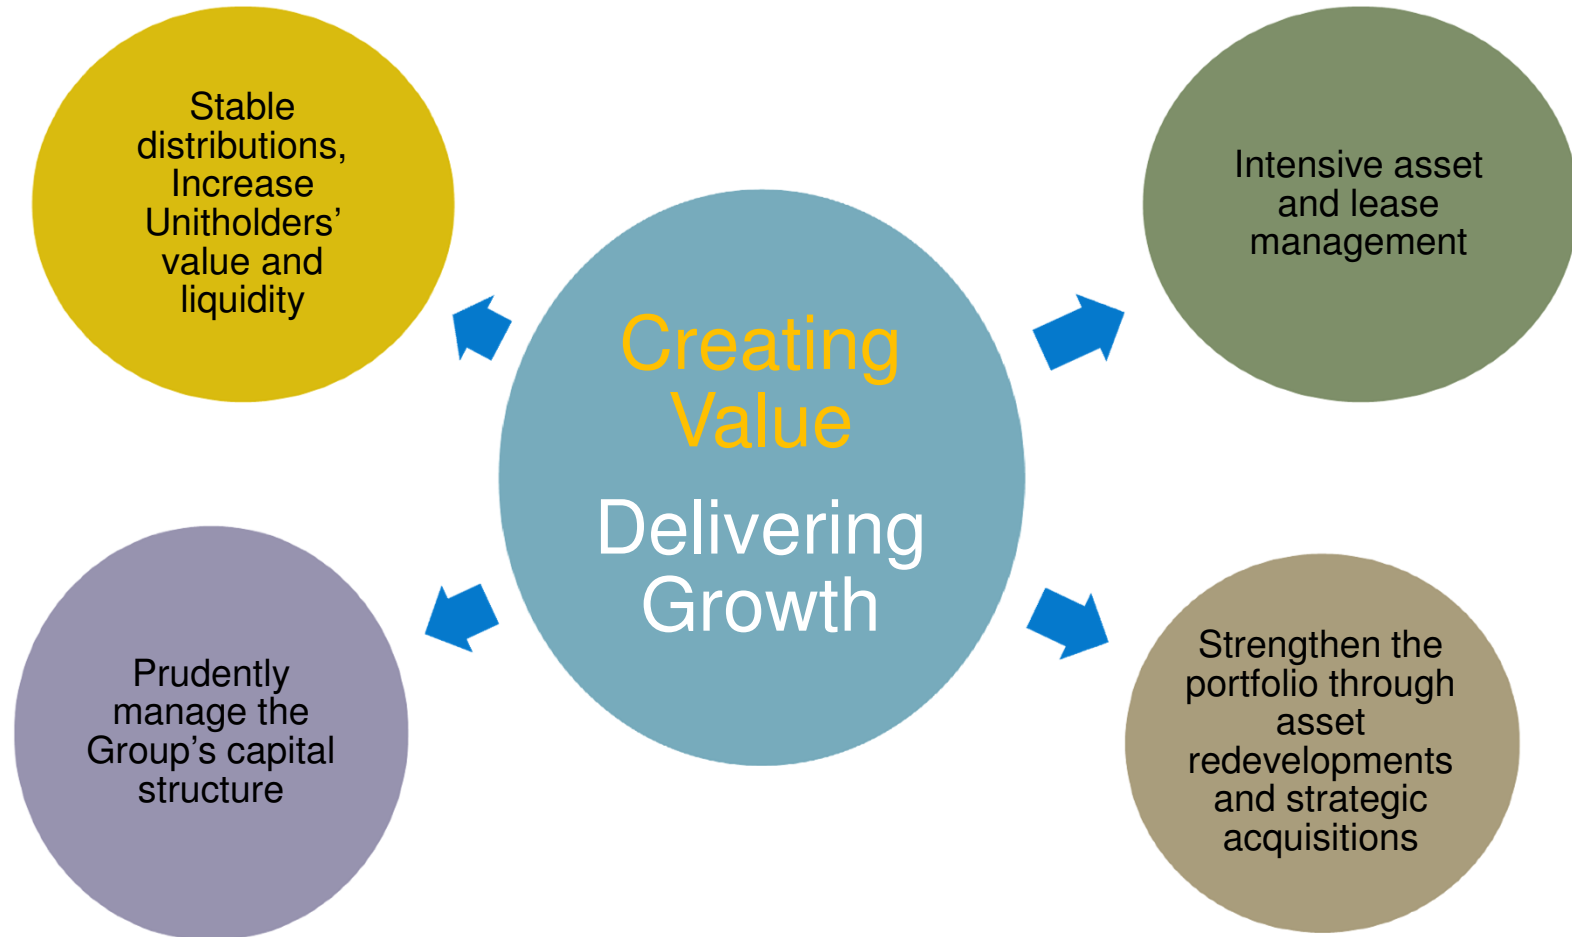 Stable
distributions,
Increase
Unitholders’
value and
liquidity
Intensive asset
and lease
management
Creating
Value
Delivering
Growth
Prudently
manage the
Group’s capital
structure
Strengthen the
portfolio through
asset
redevelopments
and strategic
acquisitions